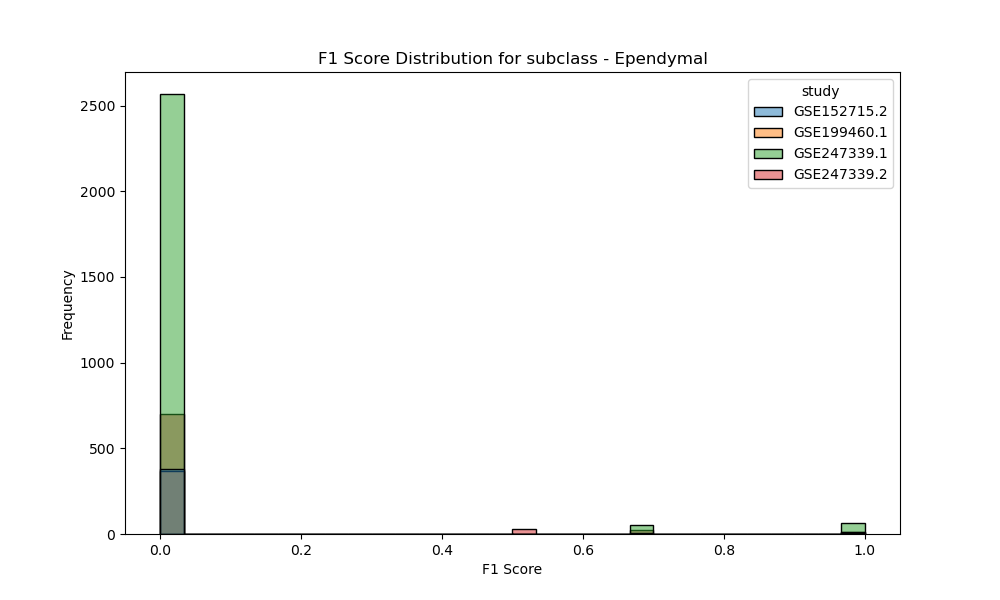 F1 Score Distribution for subclass - Ependymal
study
GSE152715.2
GSE199460.1
GSE247339.1
GSE247339.2
Frequency
2500
2000
1500
1000
500
0
0.0 0.2 0.4 0.6 0.8 1.0
F1 Score